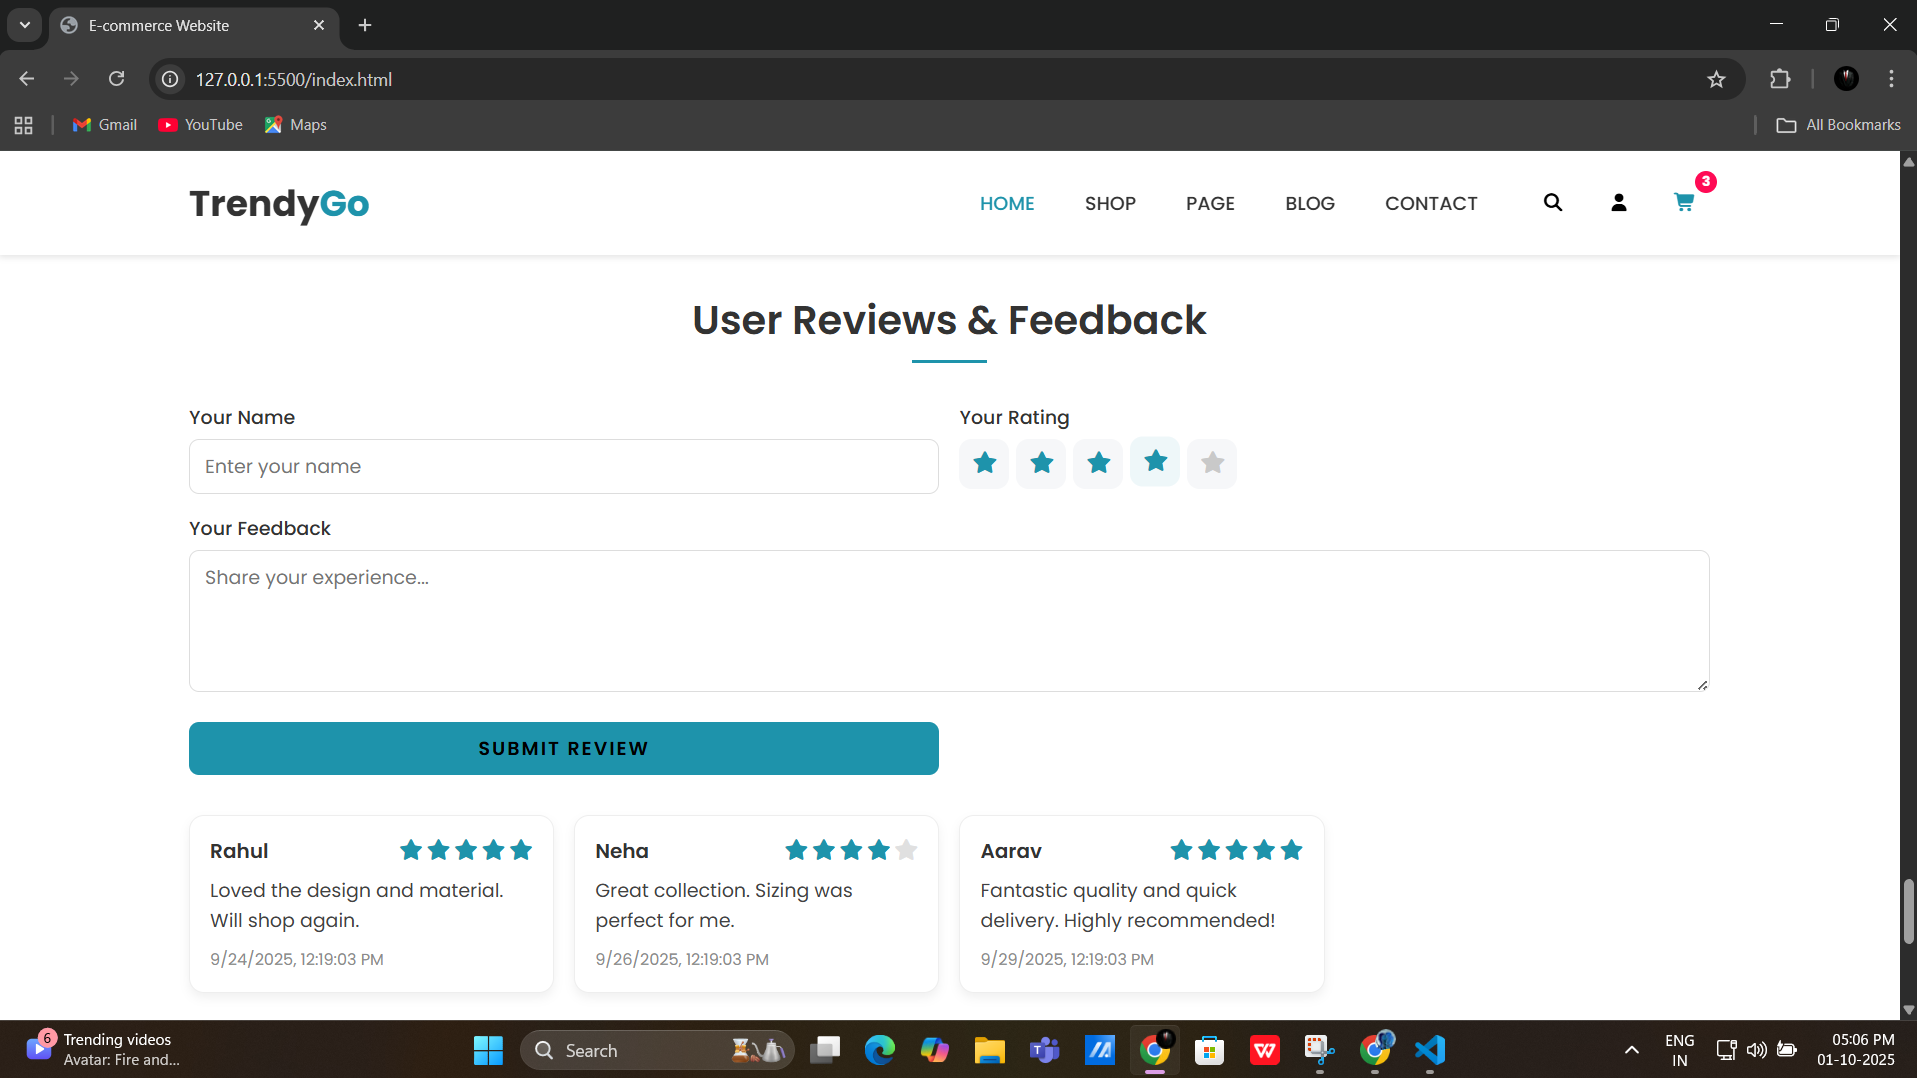 E-commerce Website
127.0.0.1:5500/index.html
Gmail YouTube Maps All Bookmarks
TrendyGo HOME SHOP PAGE BLOG CONTACT 3
User Reviews & Feedback
Your Name Your Rating
Enter your name
Your Feedback
Share your experience...
SUBMIT REVIEW
Rahul
Loved the design and material.
Will shop again.
9/24/2025, 12:19:03 PM
Neha
Great collection. Sizing was
perfect for me.
9/26/2025, 12:19:03 PM
Aarav
Fantastic quality and quick
delivery. Highly recommended!
9/29/2025, 12:19:03 PM
6 Trending videos
Avatar: Fire and...
Search
ENG
IN
05:06 PM
01-10-2025